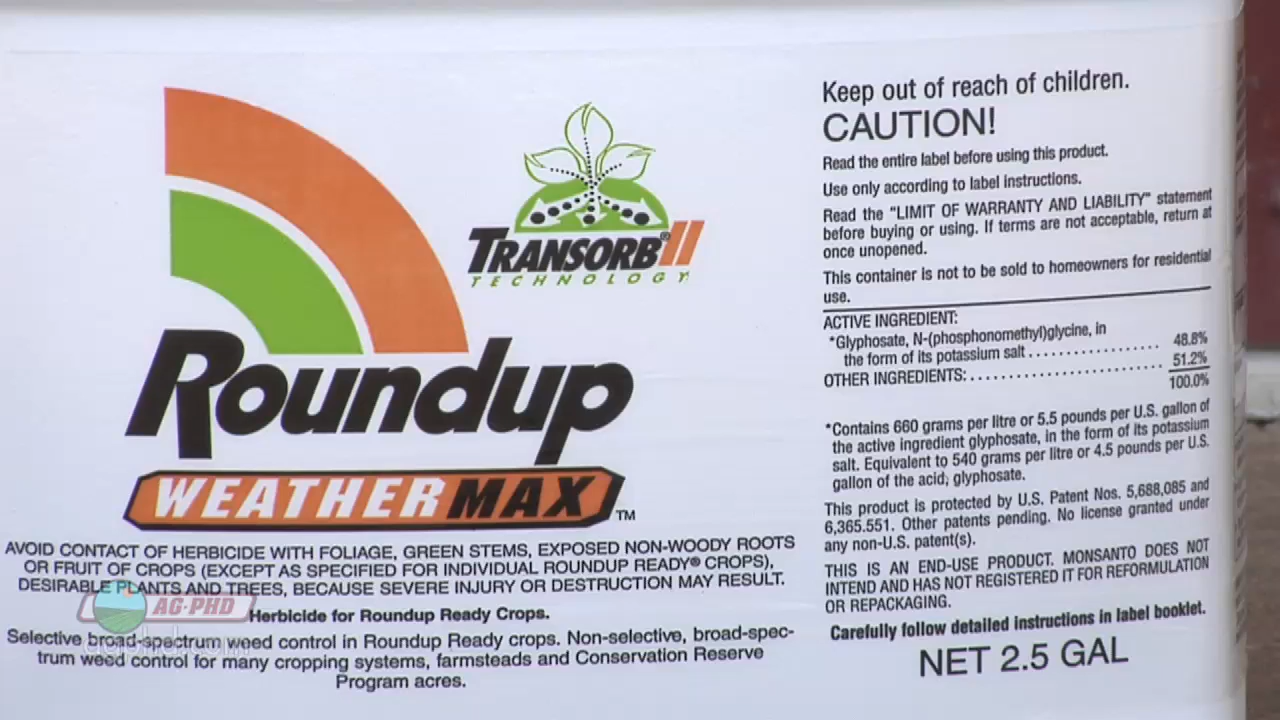 TRANSORB® II
TECHNOLOGY
Roundup
WEATHERMAX™
AVOID CONTACT OF HERBICIDE WITH FOLIAGE, GREEN STEMS, EXPOSED NON-WOODY ROOTS
OR FRUIT OF CROPS (EXCEPT AS SPECIFIED FOR INDIVIDUAL ROUNDUP READY® CROPS),
DESIRABLE PLANTS AND TREES, BECAUSE SEVERE INJURY OR DESTRUCTION MAY RESULT.
Herbicide for Roundup Ready Crops.
Selective broad-spectrum weed control in Roundup Ready crops. Non-selective, broad-spec-
trum weed control for many cropping systems, farmsteads and Conservation Reserve
Program acres.
AG-PHD
agphd.com
Keep out of reach of children.
CAUTION!
Read the entire label before using this product.
Use only according to label instructions.
Read the "LIMIT OF WARRANTY AND LIABILITY" statement
before buying or using. If terms are not acceptable, return at
once unopened.
This container is not to be sold to homeowners for residential
use.
ACTIVE INGREDIENT:
*Glyphosate, N-(phosphonomethyl)glycine, in
the form of its potassium salt . . . . . . . . . . . . . . . . . . . 48.8%
OTHER INGREDIENTS: . . . . . . . . . . . . . . . . . . . . . . . . . . . 51.2%
100.0%
*Contains 660 grams per litre or 5.5 pounds per U.S. gallon of
the active ingredient glyphosate, in the form of its potassium
salt. Equivalent to 540 grams per litre or 4.5 pounds per U.S.
gallon of the acid, glyphosate.
This product is protected by U.S. Patent Nos. 5,688,085 and
6,365.551. Other patents pending. No license granted under
any non-U.S. patent(s).
THIS IS AN END-USE PRODUCT. MONSANTO DOES NOT
INTEND AND HAS NOT REGISTERED IT FOR REFORMULATION
OR REPACKAGING.
Carefully follow detailed instructions in label booklet.
NET 2.5 GAL